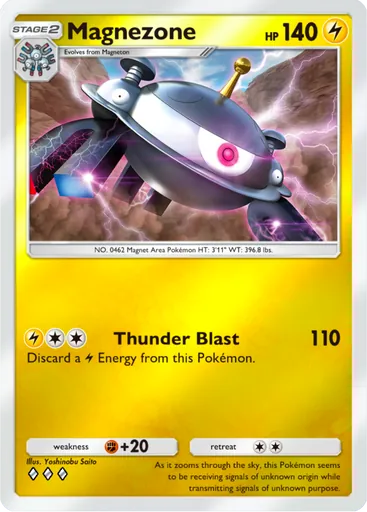 STAGE 2 Magnezone HP 140
Evolves from Magneton
NO. 0462 Magnet Area Pokémon HT: 3'11" WT: 396.8 lbs.
Thunder Blast 110
Discard a Energy from this Pokémon.
weakness +20 retreat
Illus. Yoshinobu Saito
As it zooms through the sky, this Pokémon seems
to be receiving signals of unknown origin while
transmitting signals of unknown purpose.